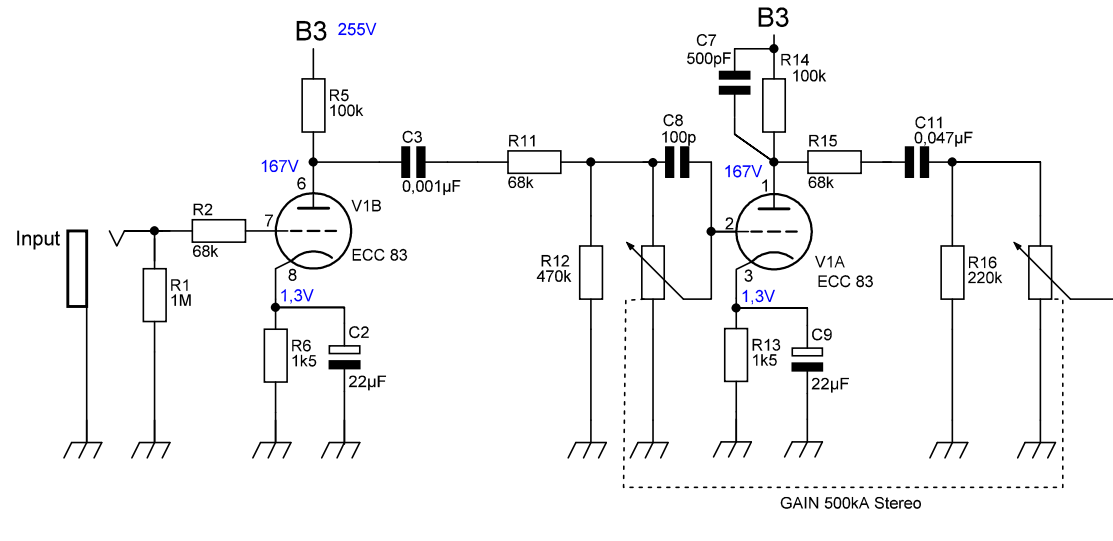 B3 255V
R5
100k
167V
6
7
8
V1B
ECC 83
Input
R2
68k
R1
1M
1,3V
R6
1k5
C2
22µF
C3
0,001µF
R11
68k
R12
470k
C8
100p
B3
C7
500pF
R14
100k
167V
1
2
3
V1A
ECC 83
1,3V
R13
1k5
C9
22µF
R15
68k
C11
0,047µF
R16
220k
GAIN 500kA Stereo